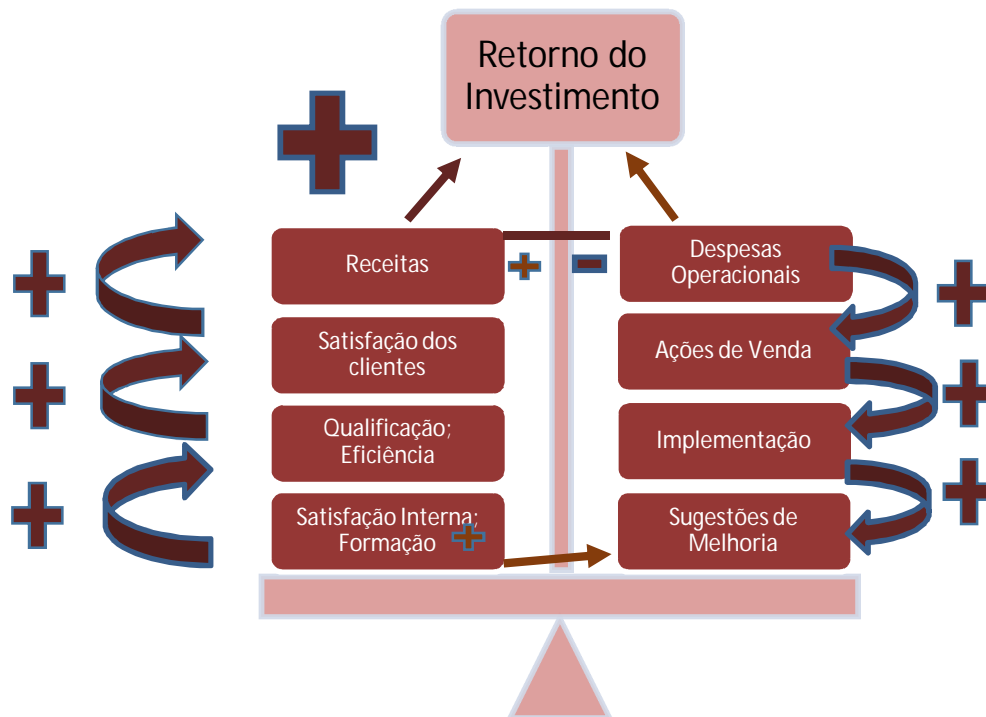 Retorno do
Investimento
Receitas
Despesas
Operacionais
Satisfação dos
clientes
Ações de Venda
Qualificação;
Eficiência
Implementação
Satisfação Interna;
Formação
Sugestões de
Melhoria